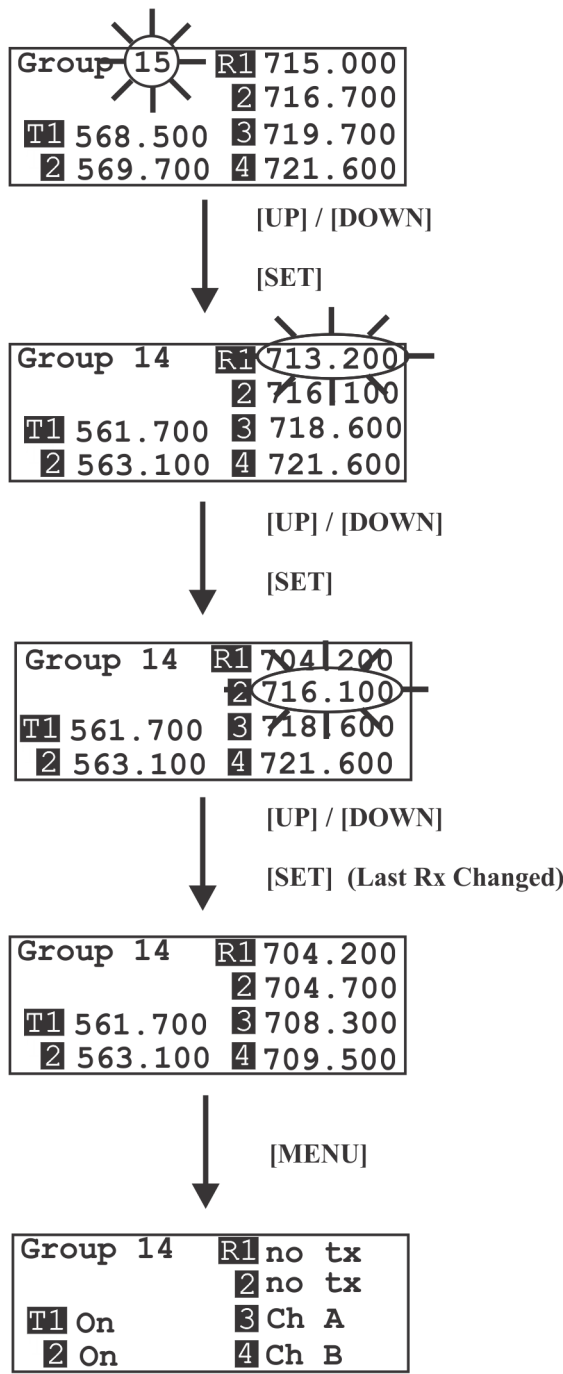 Group 15 R1 715.000
2 716.700
T1 568.500 3 719.700
2 569.700 4 721.600
[UP] / [DOWN]
[SET]
Group 14 R1 713.200
2 716.100
T1 561.700 3 718.600
2 563.100 4 721.600
[UP] / [DOWN]
[SET]
Group 14 R1 704.200
2 716.100
T1 561.700 3 718.600
2 563.100 4 721.600
[UP] / [DOWN]
[SET] (Last Rx Changed)
Group 14 R1 704.200
2 704.700
T1 561.700 3 708.300
2 563.100 4 709.500
[MENU]
Group 14 R1 no tx
2 no tx
T1 On 3 Ch A
2 On 4 Ch B